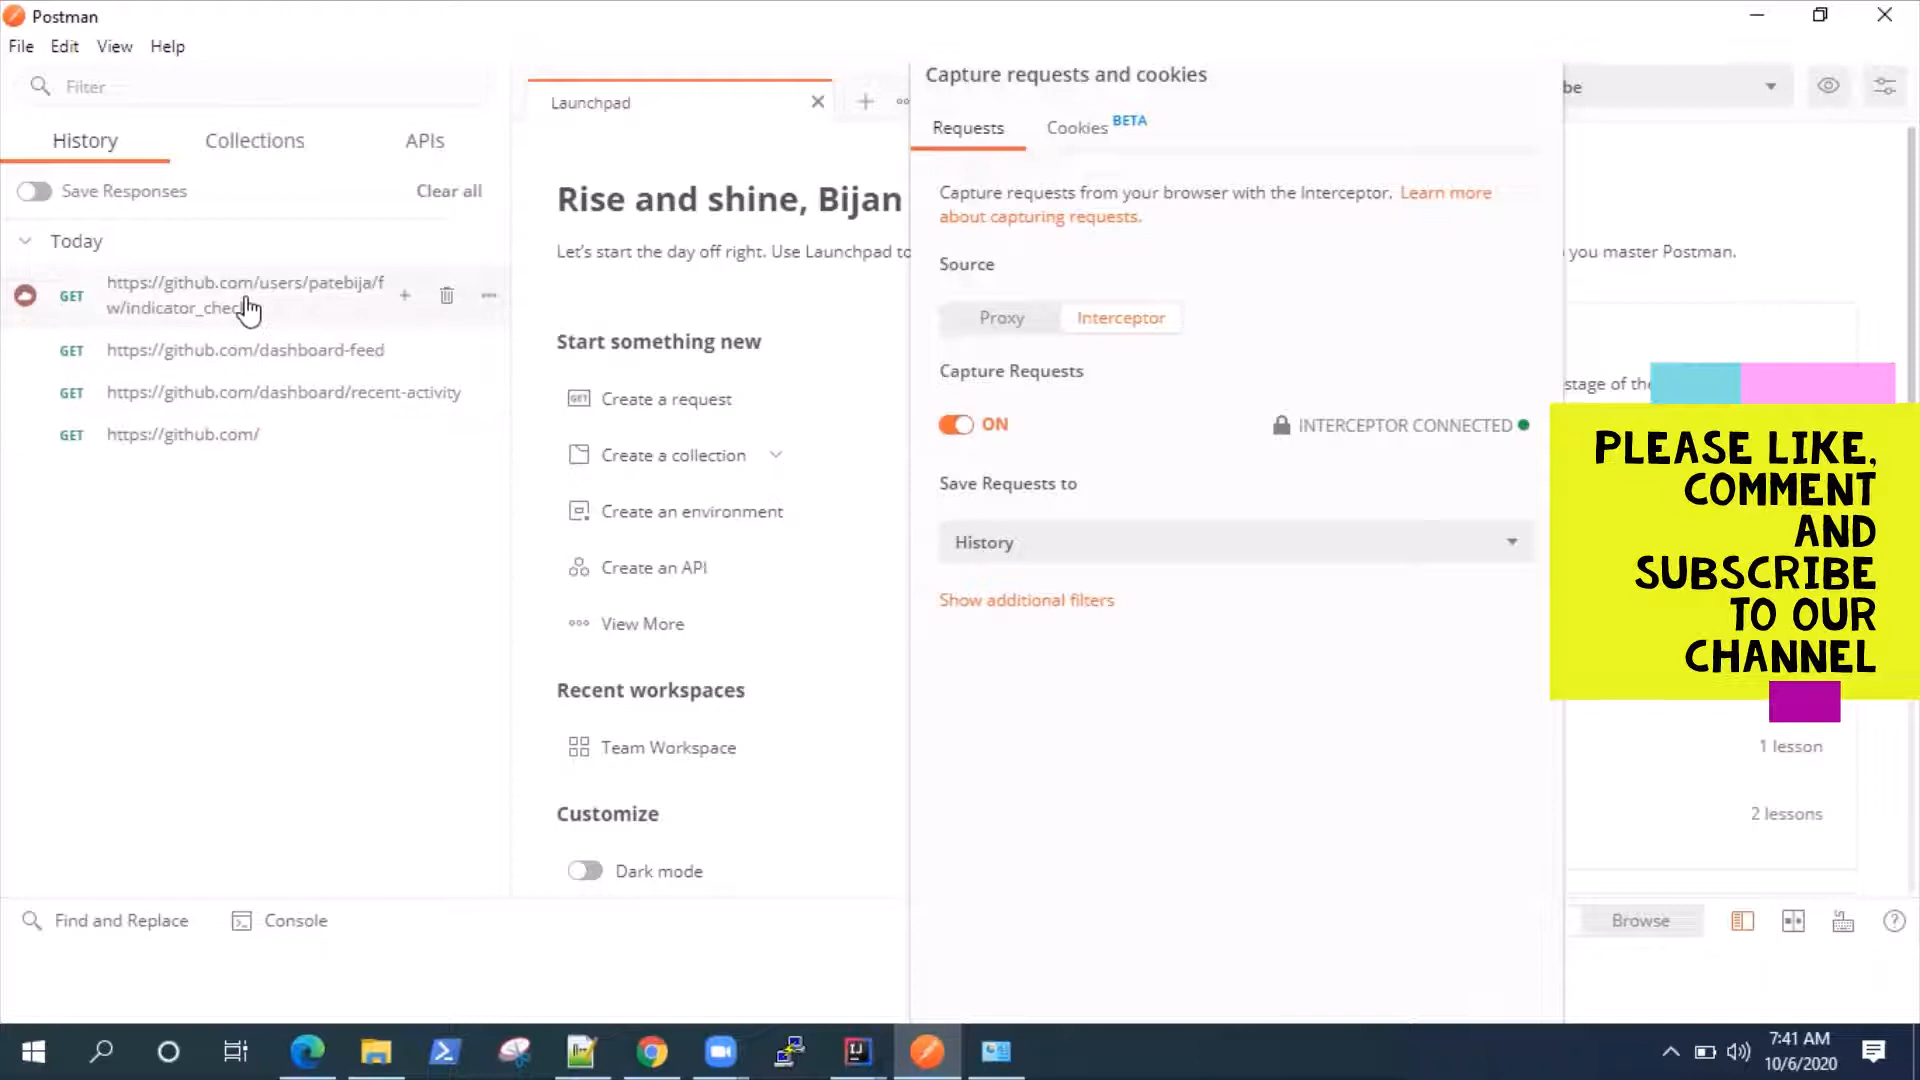 Postman
File Edit View Help
Filter
History Collections APIs
Save Responses Clear all
Today
GET https://github.com/users/patebija/f
w/indicator_chec
GET https://github.com/dashboard-feed
GET https://github.com/dashboard/recent-activity
GET https://github.com/
Find and Replace Console
Launchpad
Rise and shine, Bijan
Let's start the day off right. Use Launchpad to
Start something new
GET Create a request
Create a collection
Create an environment
Create an API
View More
Recent workspaces
Team Workspace
Customize
Dark mode
Capture requests and cookies
Requests Cookies BETA
Capture requests from your browser with the Interceptor. Learn more
about capturing requests.
Source
Proxy Interceptor
Capture Requests
ON INTERCEPTOR CONNECTED
Save Requests to
History
Show additional filters
be
you master Postman.
stage of the
PLEASE LIKE,
COMMENT
AND
SUBSCRIBE
TO OUR
CHANNEL
1 lesson
2 lessons
Browse
7:41 AM
10/6/2020